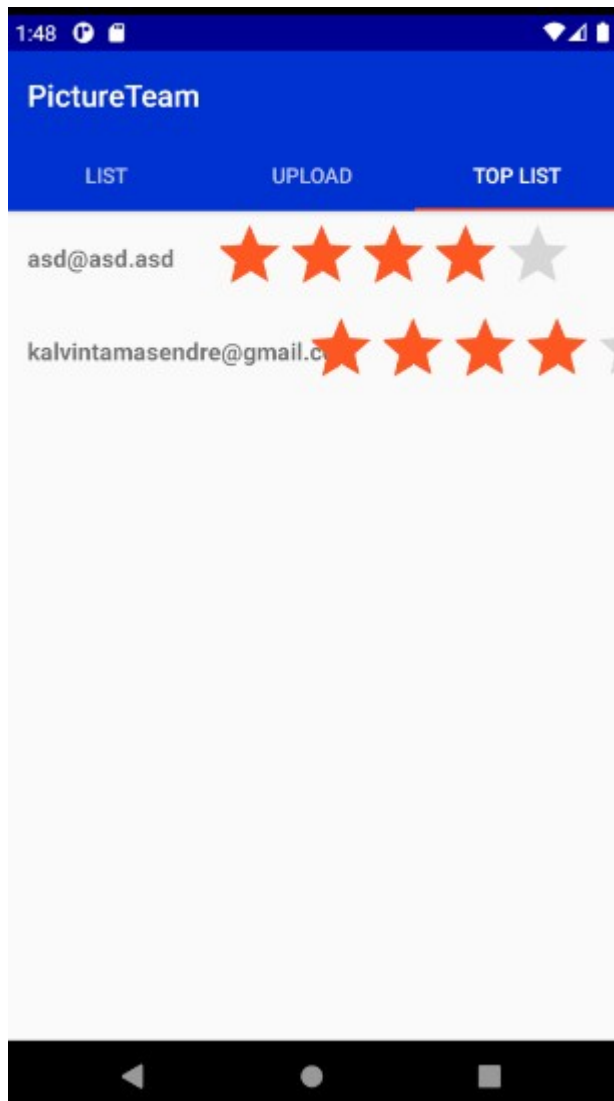 1:48
PictureTeam
LIST UPLOAD TOP LIST
asd@asd.asd
kalvintamasendre@gmail.c